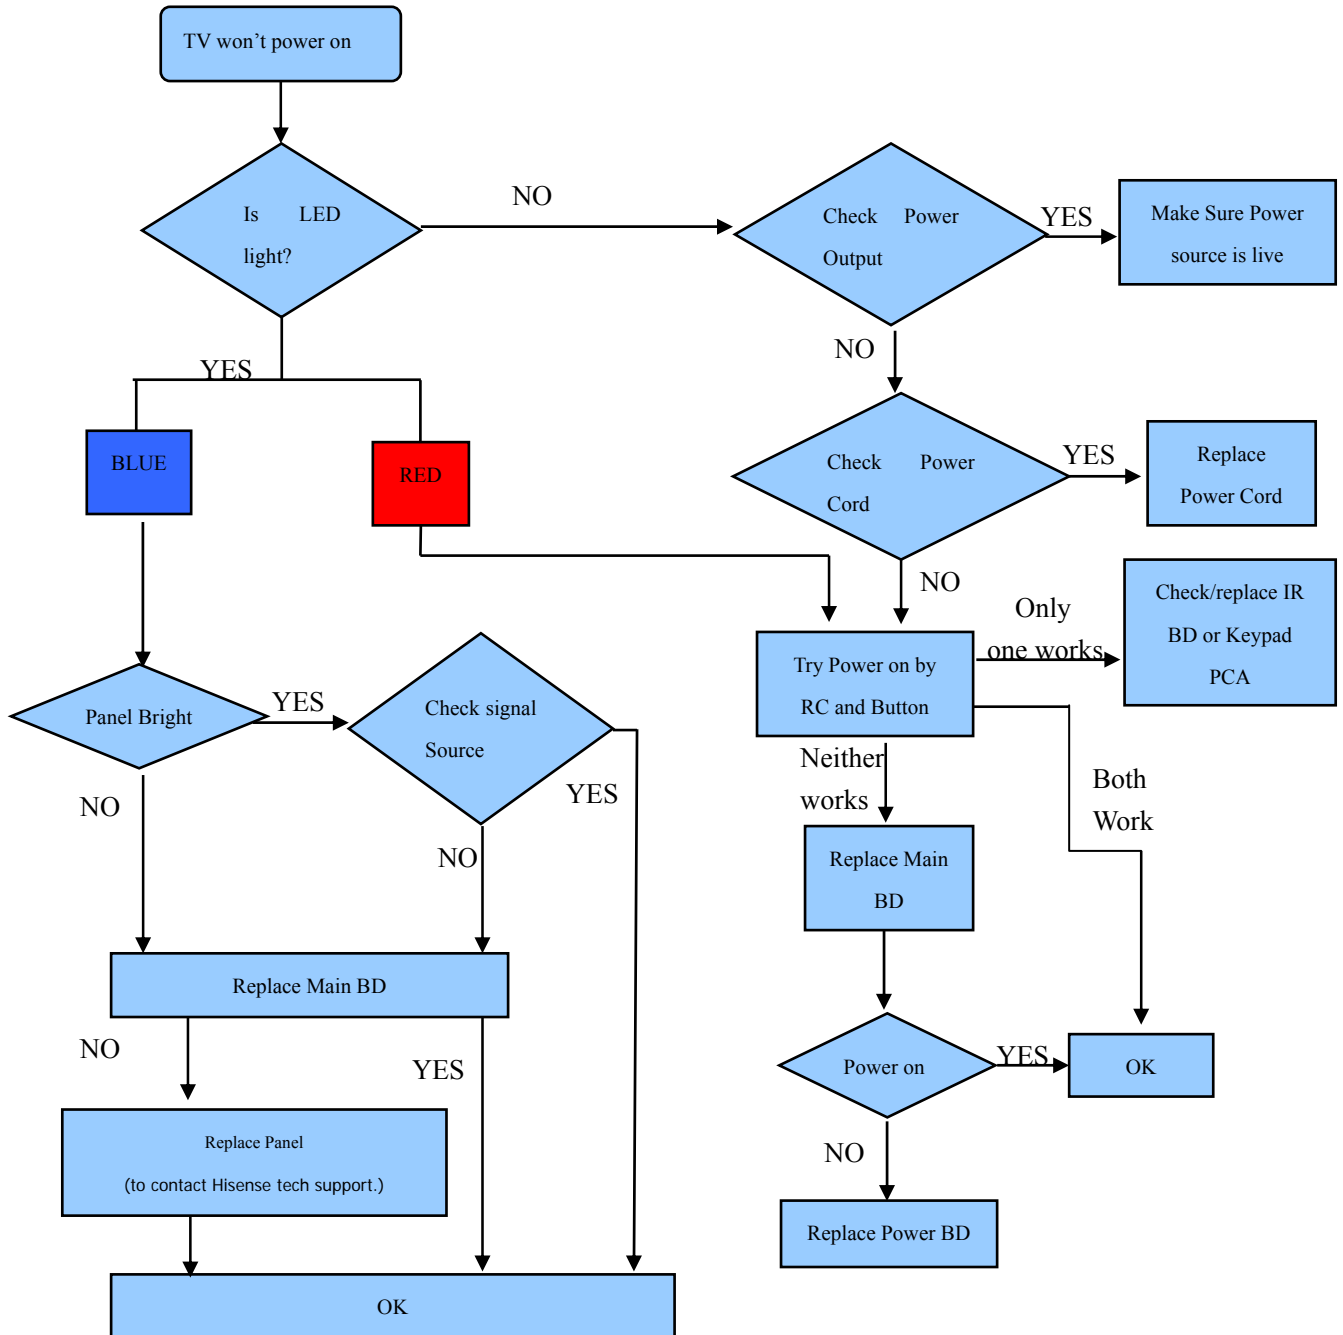 TV won’t power on
Is LED
light?
NO
Check Power
Output
YES
Make Sure Power
source is live
YES
NO
BLUE
RED
Check Power
Cord
YES
Replace
Power Cord
NO
Only
one works
Check/replace IR
BD or Keypad
PCA
Try Power on by
RC and Button
Panel Bright
YES
Check signal
Source
NO
YES
NO
Neither
works
Both
Work
Replace Main
BD
Replace Main BD
NO
YES
Power on
YES
OK
Replace Panel
(to contact Hisense tech support.)
NO
Replace Power BD
OK